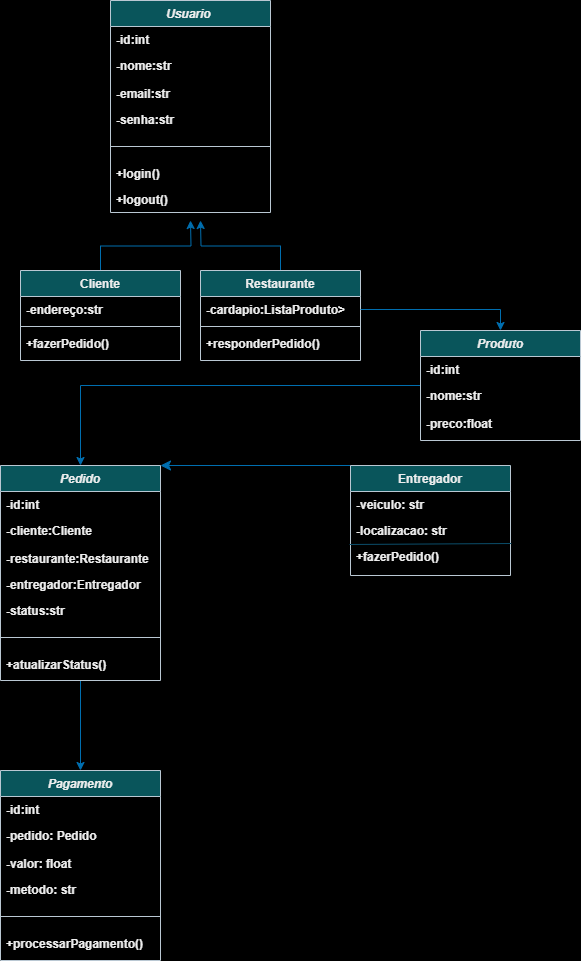 Usuario
-id:int
-nome:str
-email:str
-senha:str
+login()
+logout()
Cliente
-endereço:str
+fazerPedido()
Restaurante
-cardapio:ListaProduto>
+responderPedido()
Produto
-id:int
-nome:str
-preco:float
Pedido
-id:int
-cliente:Cliente
-restaurante:Restaurante
-entregador:Entregador
-status:str
+atualizarStatus()
Entregador
-veiculo: str
-localizacao: str
+fazerPedido()
Pagamento
-id:int
-pedido: Pedido
-valor: float
-metodo: str
+processarPagamento()